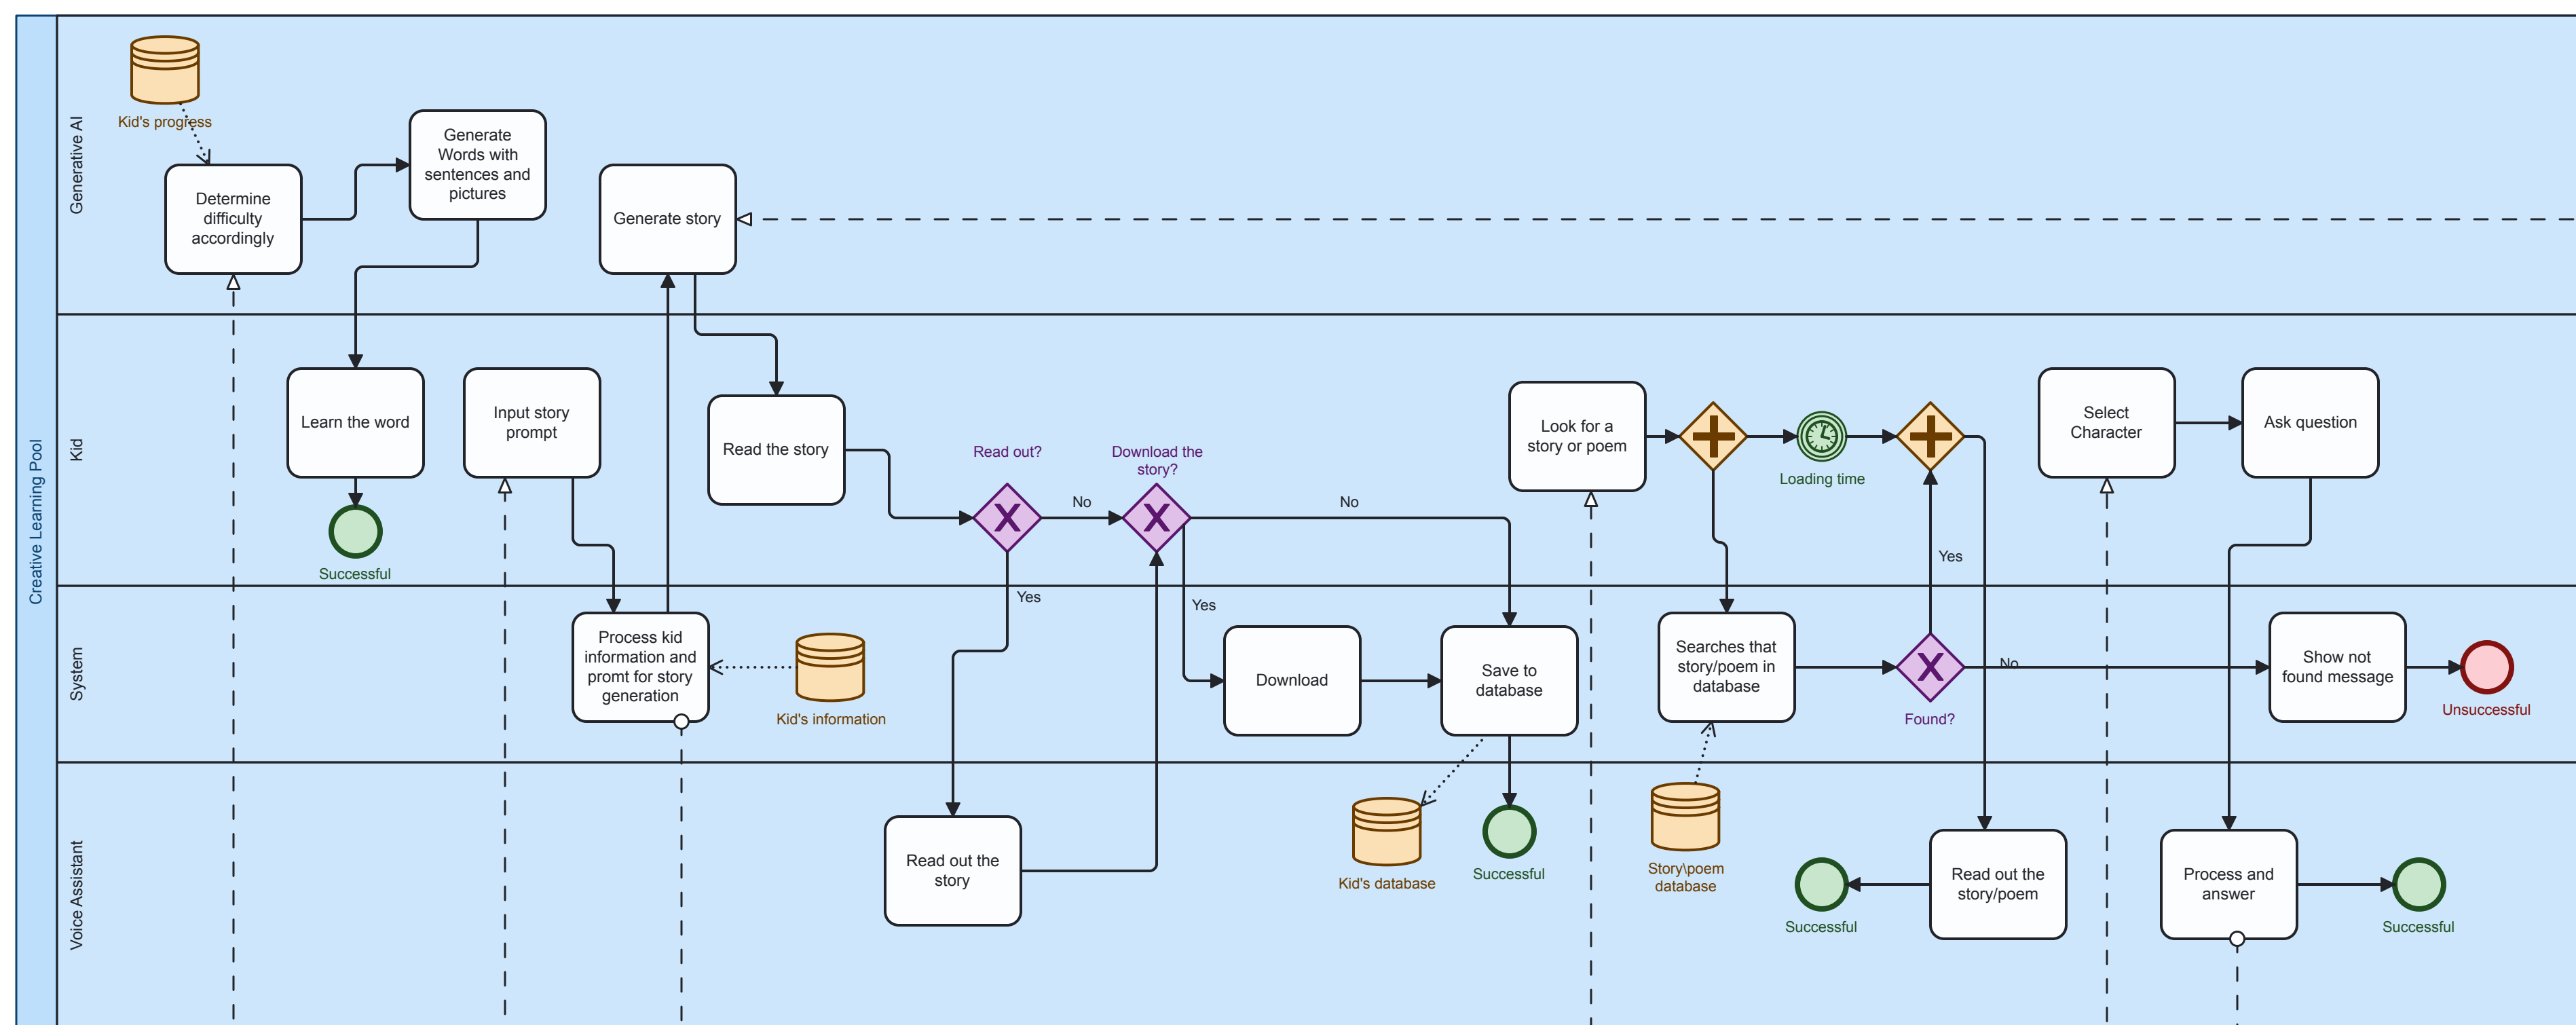 Creative Learning Pool
Generative AI
Kid's progress
Determine
difficulty
accordingly
Generate
Words with
sentences and
pictures
Generate story
Kid
Learn the word
Successful
Input story
prompt
Read the story
Read out?
No
Download the
story?
No
Look for a
story or poem
Loading time
Yes
Select
Character
Ask question
System
Process kid
information and
promt for story
generation
Kid's information
Yes
Yes
Download
Save to
database
Searches that
story/poem in
database
Found?
No
Show not
found message
Unsuccessful
Voice Assistant
Read out the
story
Kid's database
Successful
Story\poem
database
Successful
Read out the
story/poem
Process and
answer
Successful